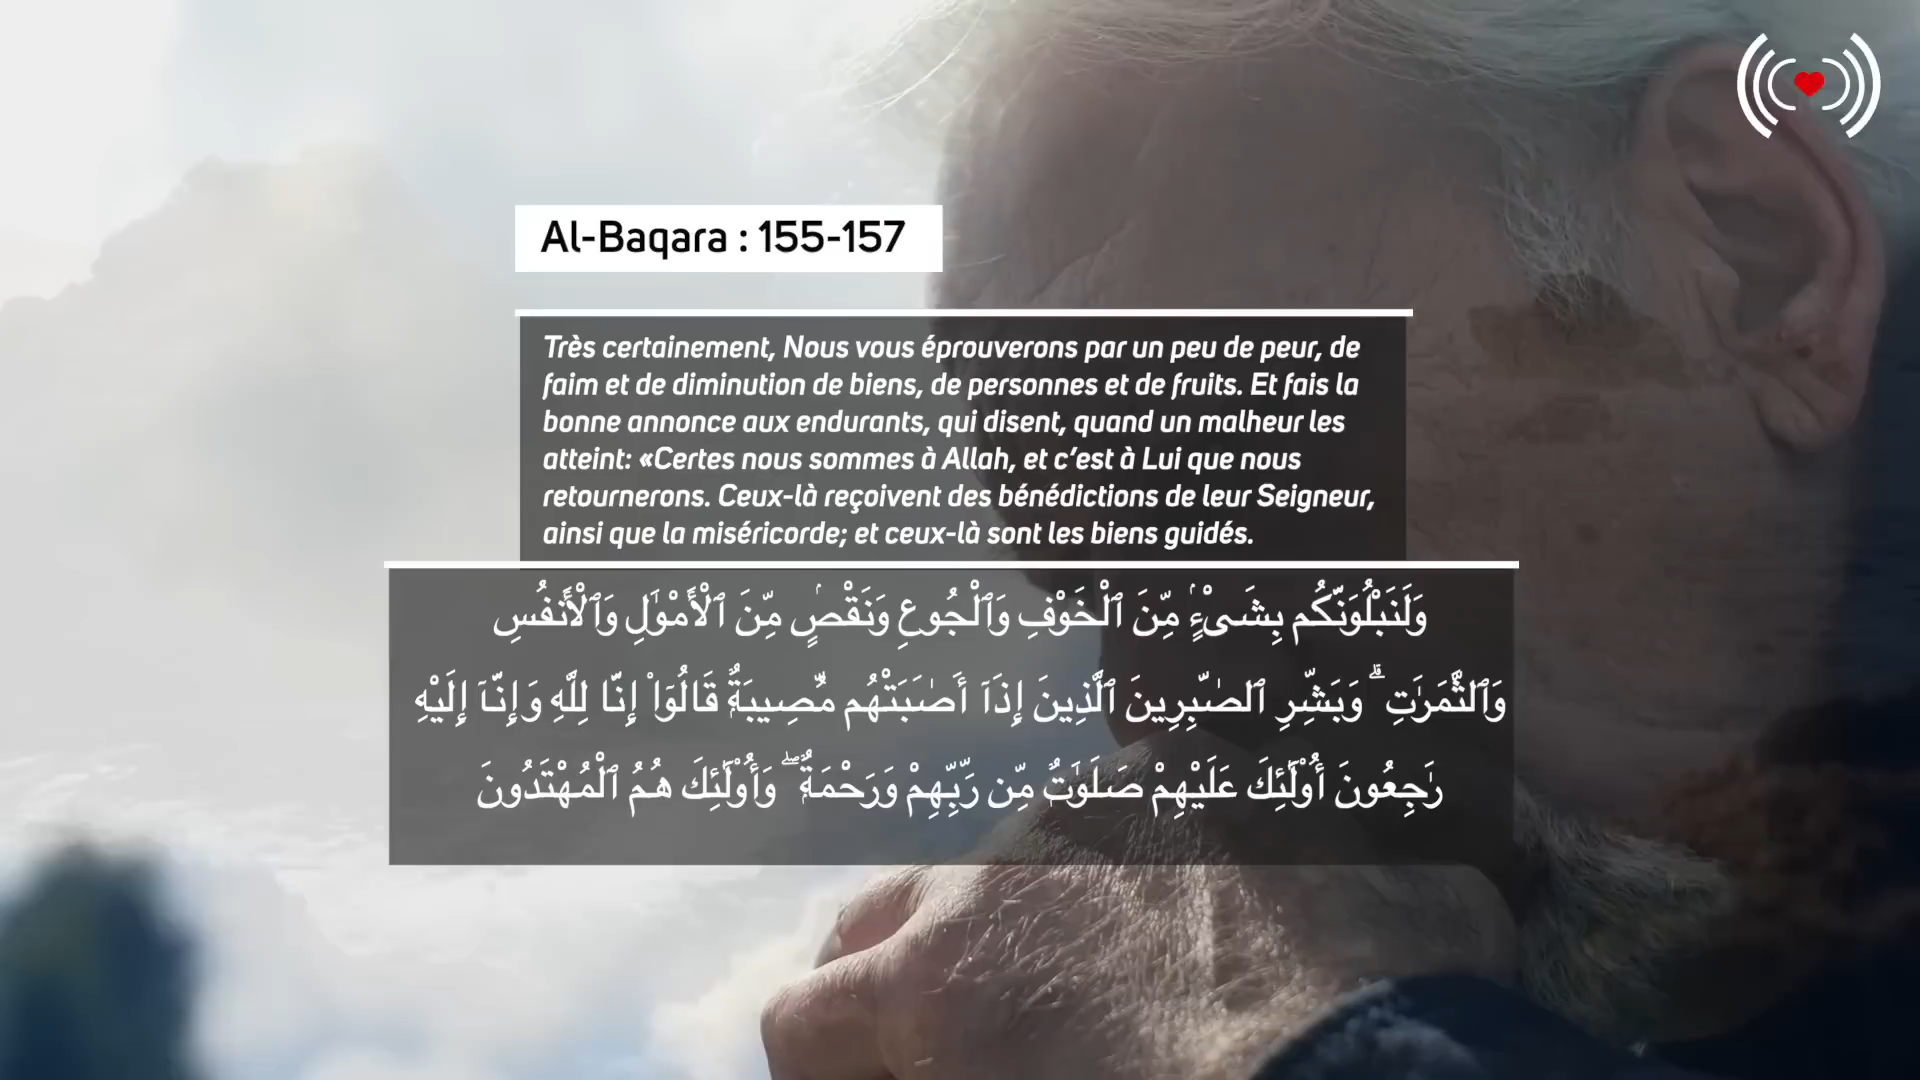 Al-Baqara : 155-157
Très certainement, Nous vous éprouverons par un peu de peur, de
faim et de diminution de biens, de personnes et de fruits. Et fais la
bonne annonce aux endurants, qui disent, quand un malheur les
atteint: «Certes nous sommes à Allah, et c’est à Lui que nous
retournerons. Ceux-là reçoivent des bénédictions de leur Seigneur,
ainsi que la miséricorde; et ceux-là sont les biens guidés.
وَلَنَبْلُوَنَّكُم بِشَىْءٍۢ مِّنَ ٱلْخَوْفِ وَٱلْجُوعِ وَنَقْصٍۢ مِّنَ ٱلْأَمْوَٰلِ وَٱلْأَنفُسِ
وَٱلثَّمَرَٰتِ ۗ وَبَشِّرِ ٱلصَّٰبِرِينَ ٱلَّذِينَ إِذَآ أَصَٰبَتْهُم مُّصِيبَةٌۭ قَالُوٓا۟ إِنَّا لِلَّهِ وَإِنَّآ إِلَيْهِ
رَٰجِعُونَ أُو۟لَٰٓئِكَ عَلَيْهِمْ صَلَوَٰتٌۭ مِّن رَّبِّهِمْ وَرَحْمَةٌۭ ۖ وَأُو۟لَٰٓئِكَ هُمُ ٱلْمُهْتَدُونَ